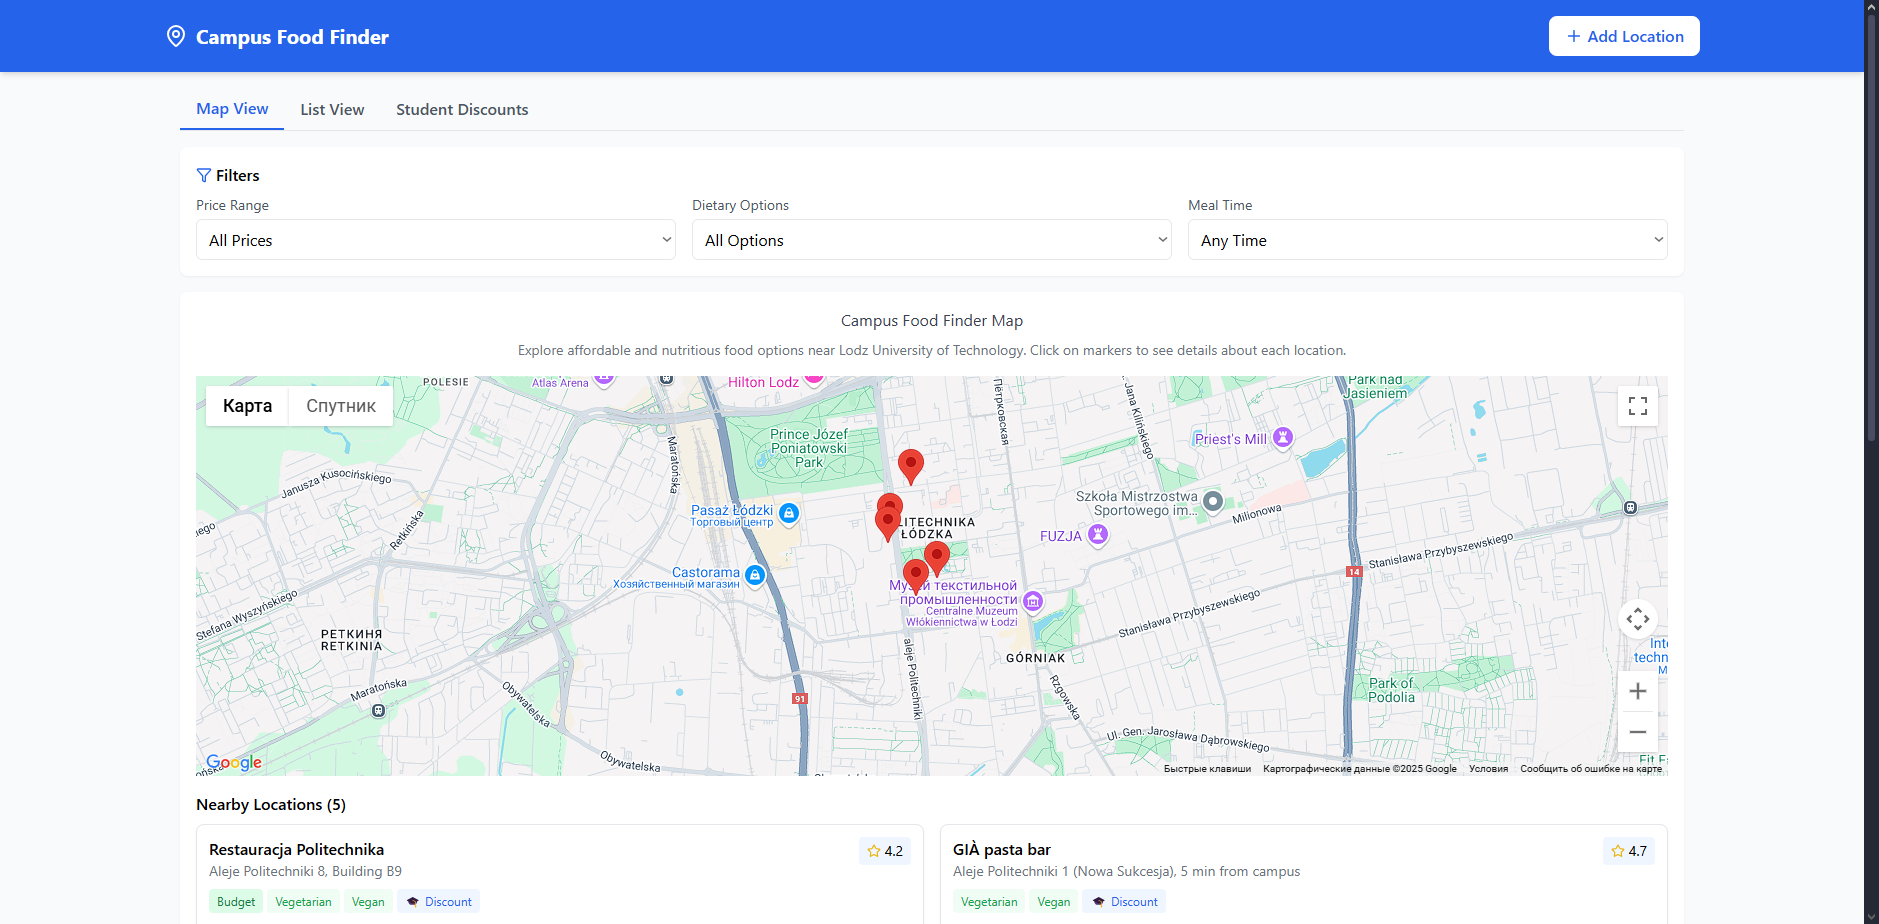 Campus Food Finder
+ Add Location
Map View
List View
Student Discounts
Filters
Price Range
Dietary Options
Meal Time
All Prices
All Options
Any Time
Campus Food Finder Map
Explore affordable and nutritious food options near Lodz University of Technology. Click on markers to see details about each location.
Карта
Спутник
POLESIE
Atlas Arena
Hilton Lodz
Park nad
Jasieniem
Prince Józef
Poniatowski
Park
Maratońska
Пётрковская
Jana Kilińskiego
Priest's Mill
Janusza Kusocińskiego
Retkińska
Pasaż Łódzki
Торговый центр
LITECHNIKA
ŁÓDZKA
Szkoła Mistrzostwa
Sportowego im...
Milionowa
FUZJA
Stanisława Przybyszewskiego
14
Castorama
Хозяйственный магазин
текстильной
промышленности
Centralne Muzeum
Włókiennictwa w Łodzi
Stefana Wyszyńskiego
РЕТКИНЯ
RETKINIA
Stanisława Przybyszewskiego
GÓRNIAK
aleje Politechniki
Rzgowska
Maratońska
Obywatelska
91
Park of
Podolia
Ul. Gen. Jarosława Dąbrowskiego
Obywatelska
Google
Быстрые клавиши
Картографические данные ©2025 Google
Условия
Сообщить об ошибке на карте
Nearby Locations (5)
Restauracja Politechnika
4.2
Aleje Politechniki 8, Building B9
Budget
Vegetarian
Vegan
Discount
GIÀ pasta bar
4.7
Aleje Politechniki 1 (Nowa Sukcesja), 5 min from campus
Vegetarian
Vegan
Discount